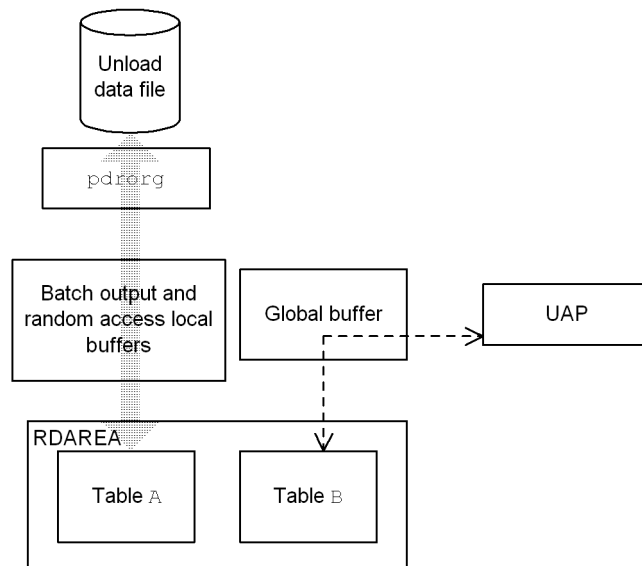 Unload
data file
pdrorg
Batch output and
random access local
buffers
Global buffer
UAP
RDAREA
Table A
Table B